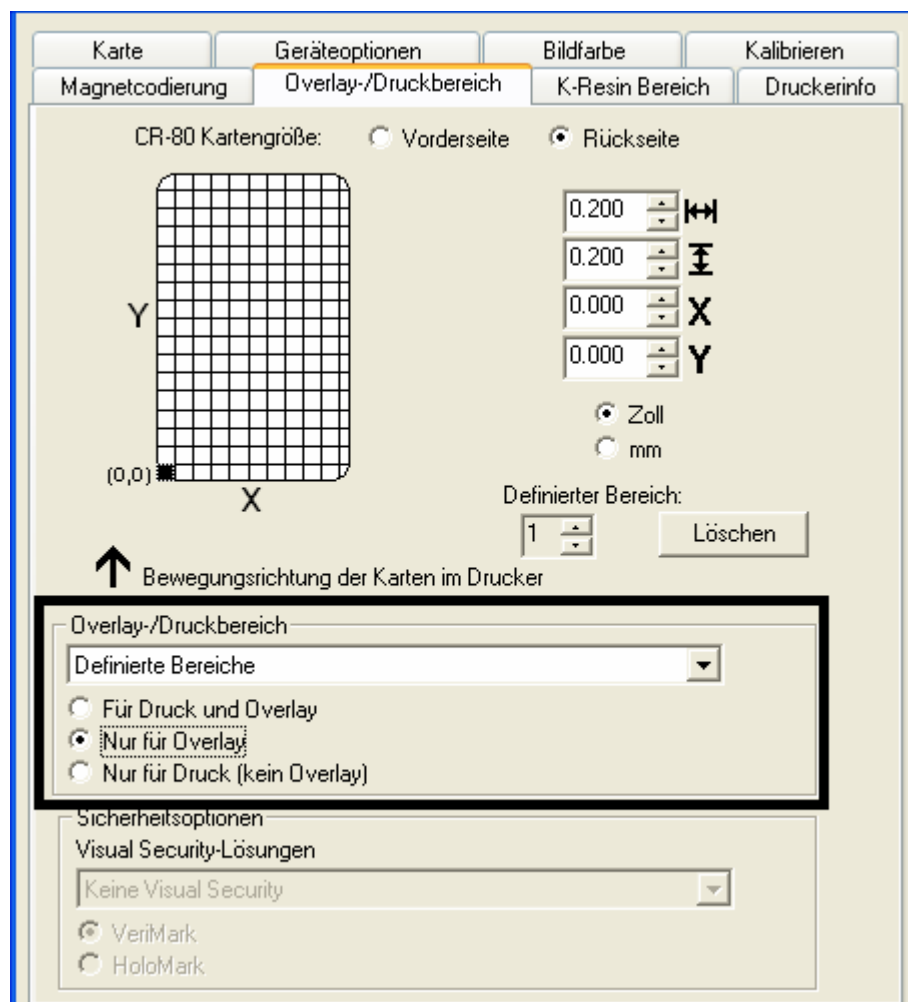 Karte Geräteoptionen Bildfarbe Kalibrieren
Magnetcodierung Overlay-/Druckbereich K-Resin Bereich Druckerinfo
CR-80 Kartengröße: Vorderseite Rückseite
0.200
0.200
0.000 X
Y
0.000 Y
Zoll
mm
(0,0)
X
Definierter Bereich:
1 Löschen
Bewegungsrichtung der Karten im Drucker
Overlay-/Druckbereich
Definierte Bereiche
Für Druck und Overlay
Nur für Overlay
Nur für Druck (kein Overlay)
Sicherheitsoptionen
Visual Security-Lösungen
Keine Visual Security
VeriMark
HoloMark